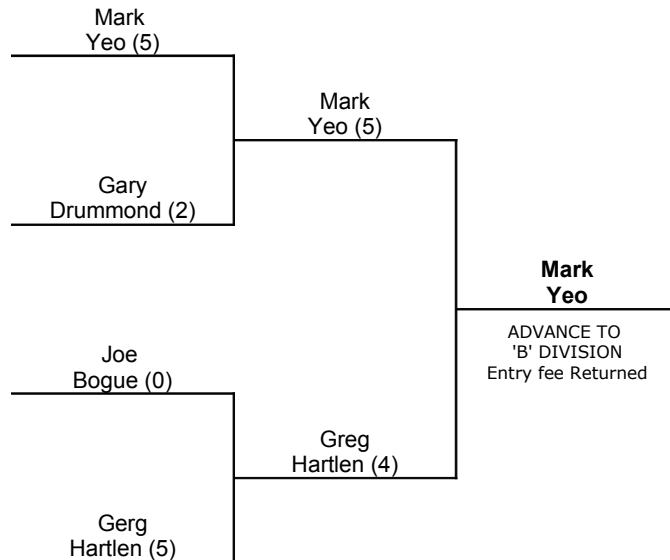 Mark
Yeo (5)
Mark
Yeo (5)
Gary
Drummond (2)
Mark
Yeo
ADVANCE TO
'B' DIVISION
Entry fee Returned
Joe
Bogue (0)
Greg
Hartlen (4)
Gerg
Hartlen (5)